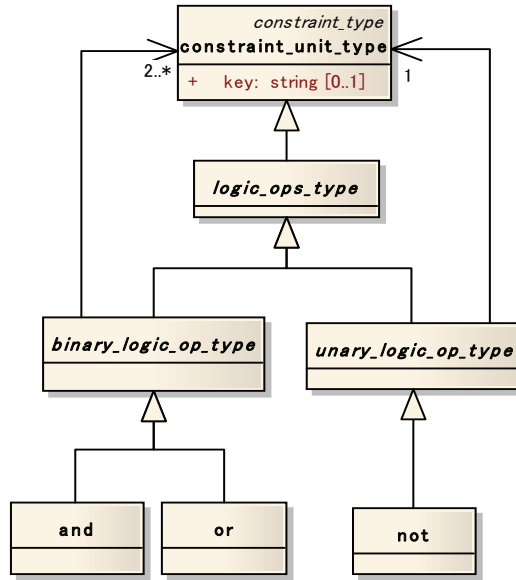 constraint_type
constraint_unit_type
+ key: string [0..1]
2..*
1
logic_ops_type
binary_logic_op_type
unary_logic_op_type
and
or
not